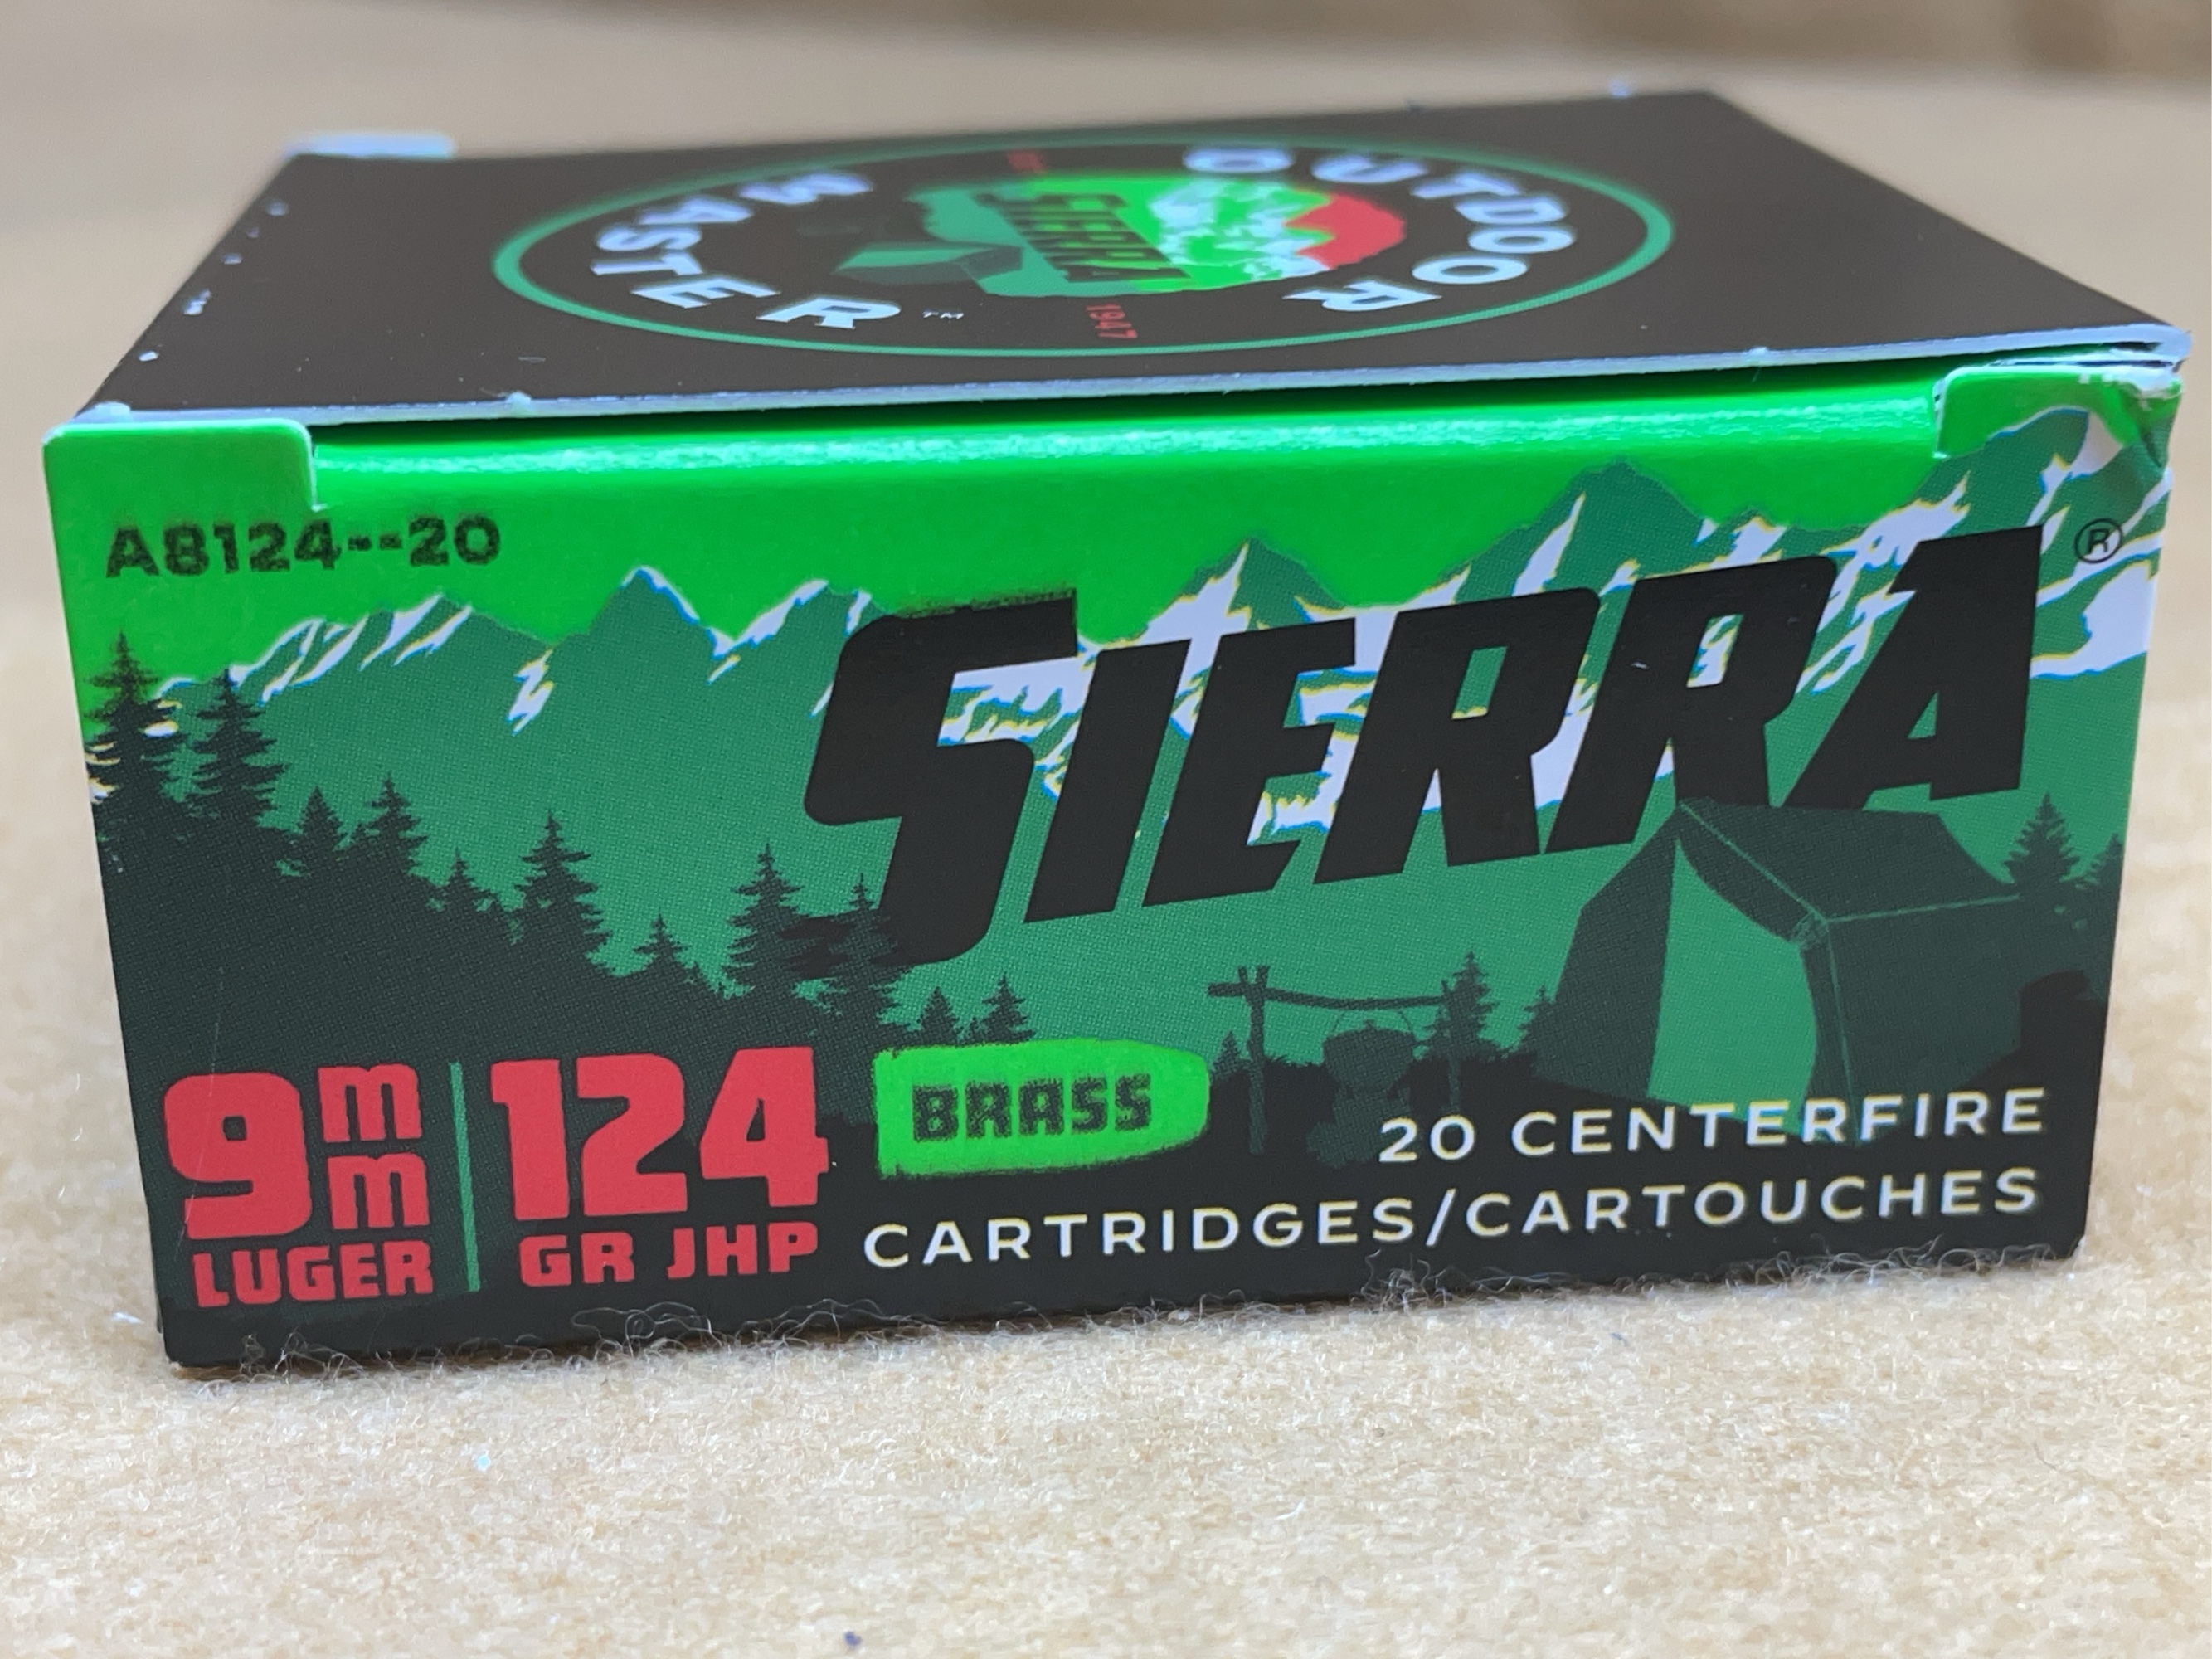 OUTDOOR
MASTER™
SIERRA
1947
A8124--20
SIERRA®
9mm
LUGER
124
GR JHP
BRASS
20 CENTERFIRE
CARTRIDGES/CARTOUCHES